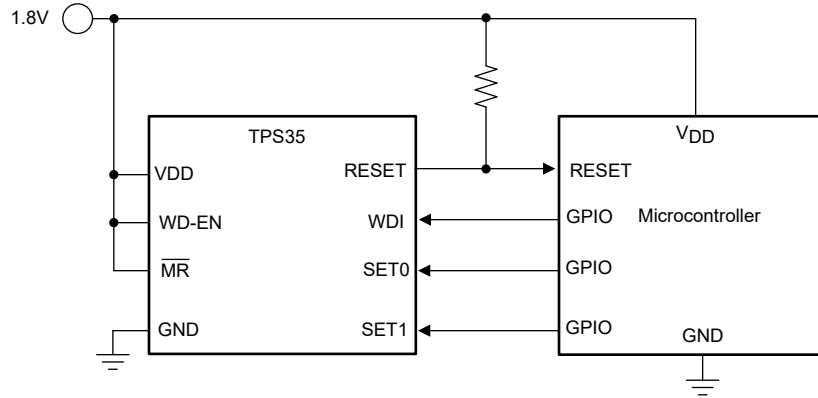 1.8V
TPS35
VDD
DD
VDD
RESET
RESET
WD-EN
WDI
GPIO
Microcontroller
MR
SET0
GPIO
GND
SET1
GPIO
GND